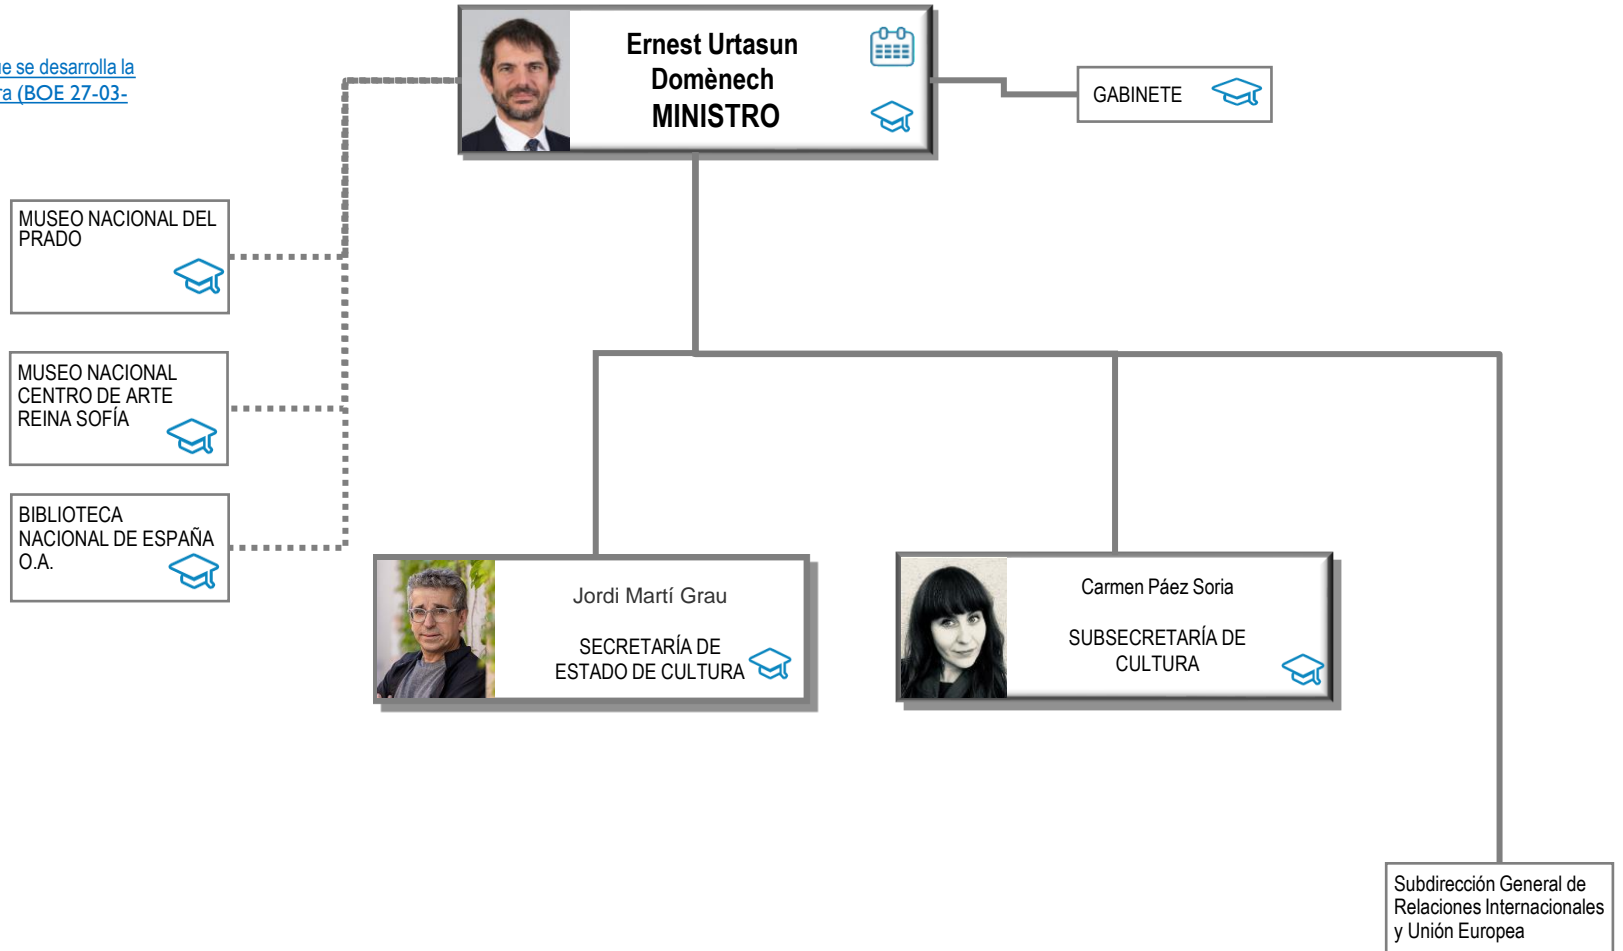 ue se desarrolla la
ra (BOE 27-03-
Ernest Urtasun
Domènech
MINISTRO
GABINETE
MUSEO NACIONAL DEL
PRADO
MUSEO NACIONAL
CENTRO DE ARTE
REINA SOFÍA
BIBLIOTECA
NACIONAL DE ESPAÑA
O.A.
Jordi Martí Grau
SECRETARÍA DE
ESTADO DE CULTURA
Carmen Páez Soria
SUBSECRETARÍA DE
CULTURA
Subdirección General de
Relaciones Internacionales
y Unión Europea